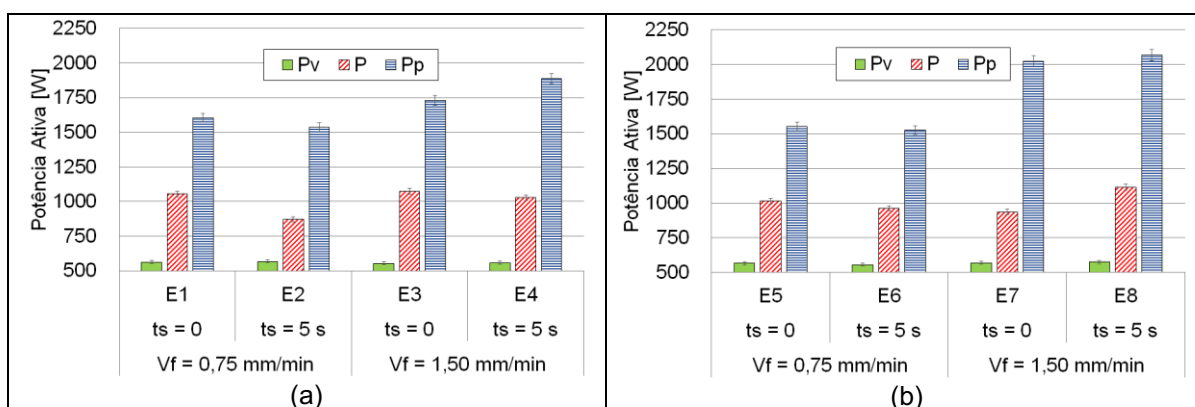 Potência Ativa [W]
2250
2000
1750
1500
1250
1000
750
500
Pv P Pp
E1 E2 E3 E4
ts = 0 ts = 5 s ts = 0 ts = 5 s
Vf = 0,75 mm/min Vf = 1,50 mm/min
(a)
Potência Ativa [W]
2250
2000
1750
1500
1250
1000
750
500
Pv P Pp
E5 E6 E7 E8
ts = 0 ts = 5 s ts = 0 ts = 5 s
Vf = 0,75 mm/min Vf = 1,50 mm/min
(b)